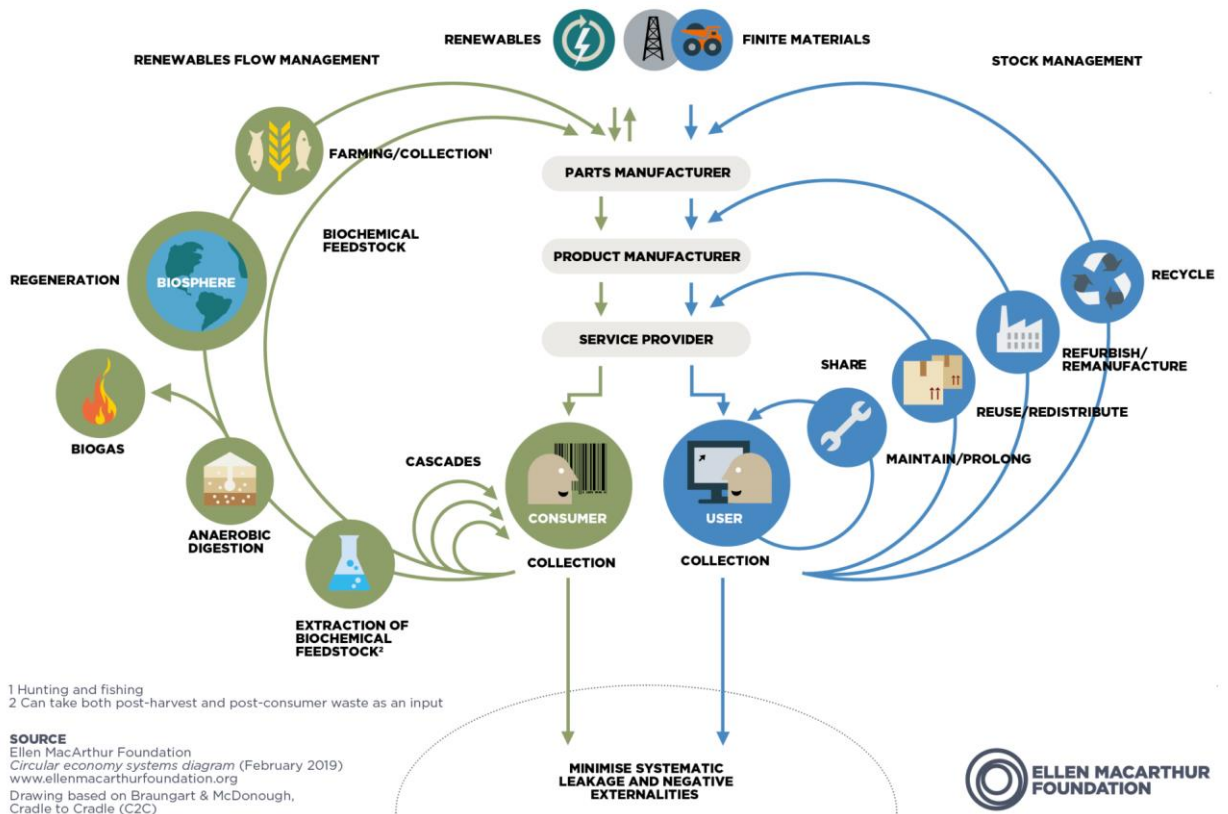 RENEWABLES
FINITE MATERIALS
RENEWABLES FLOW MANAGEMENT
STOCK MANAGEMENT
FARMING/COLLECTION¹
PARTS MANUFACTURER
BIOCHEMICAL
FEEDSTOCK
PRODUCT MANUFACTURER
REGENERATION
BIOSPHERE
RECYCLE
SERVICE PROVIDER
SHARE
REFURBISH/
REMANUFACTURE
REUSE/REDISTRIBUTE
BIOGAS
CASCADES
MAINTAIN/PROLONG
CONSUMER
USER
ANAEROBIC
DIGESTION
COLLECTION
COLLECTION
EXTRACTION OF
BIOCHEMICAL
FEEDSTOCK²
1 Hunting and fishing
2 Can take both post-harvest and post-consumer waste as an input
SOURCE
Ellen MacArthur Foundation
Circular economy systems diagram (February 2019)
www.ellenmacarthurfoundation.org
Drawing based on Braungart & McDonough,
Cradle to Cradle (C2C)
MINIMISE SYSTEMATIC
LEAKAGE AND NEGATIVE
EXTERNALITIES
ELLEN MACARTHUR
FOUNDATION